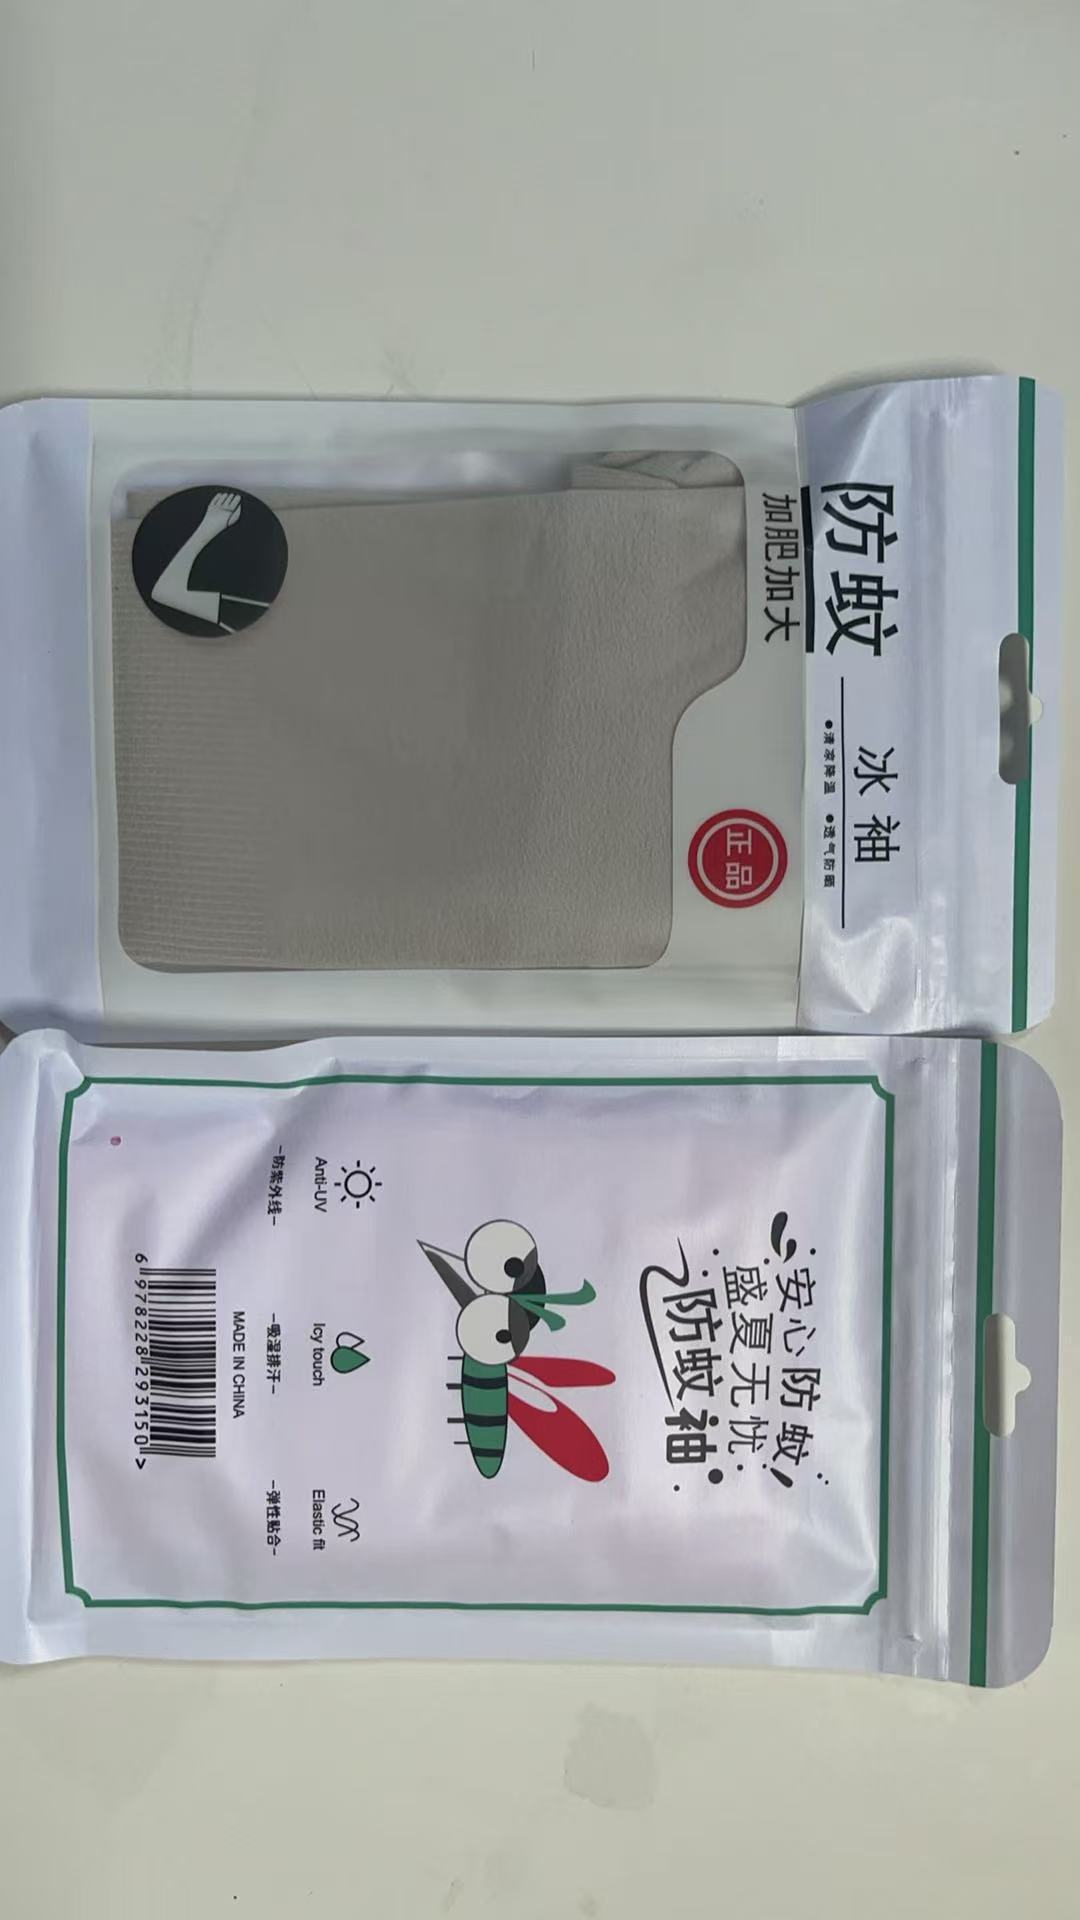 防蚊
冰袖
●清凉降温 ●透气防晒
加肥加大
正品
安心防蚊
盛夏无忧
防蚊袖
Anti-UV
-防紫外线-
Icy touch
-吸湿排汗-
Elastic fit
-弹性贴合-
MADE IN CHINA
6 978228 293150 >